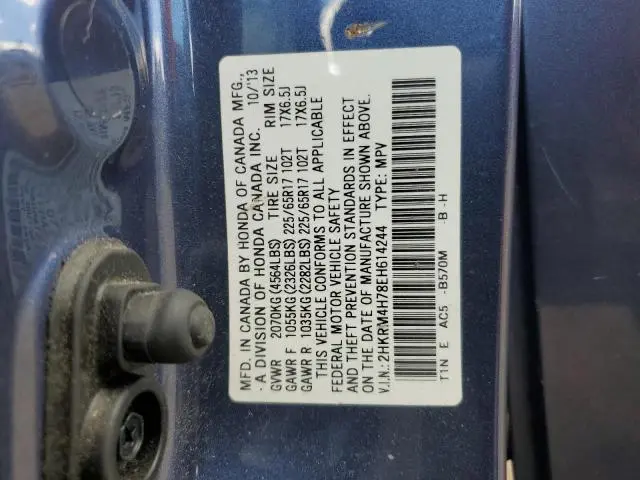 MFD. IN CANADA BY HONDA OF CANADA MFG.,
A DIVISION OF HONDA CANADA INC. 10/'13
GVWR 2070KG(4564LBS) TIRE SIZE RIM SIZE
GAWR F 1055KG(2326LBS) 225/65R17 102T 17X6.5J
GAWR R 1035KG(2282LBS) 225/65R17 102T 17X6.5J
THIS VEHICLE CONFORMS TO ALL APPLICABLE
FEDERAL MOTOR VEHICLE SAFETY
AND THEFT PREVENTION STANDARDS IN EFFECT
ON THE DATE OF MANUFACTURE SHOWN ABOVE.
V.I.N.: 2HKRM4H78EH614244 TYPE: MPV
T1N E AC5 -B570M -B -H